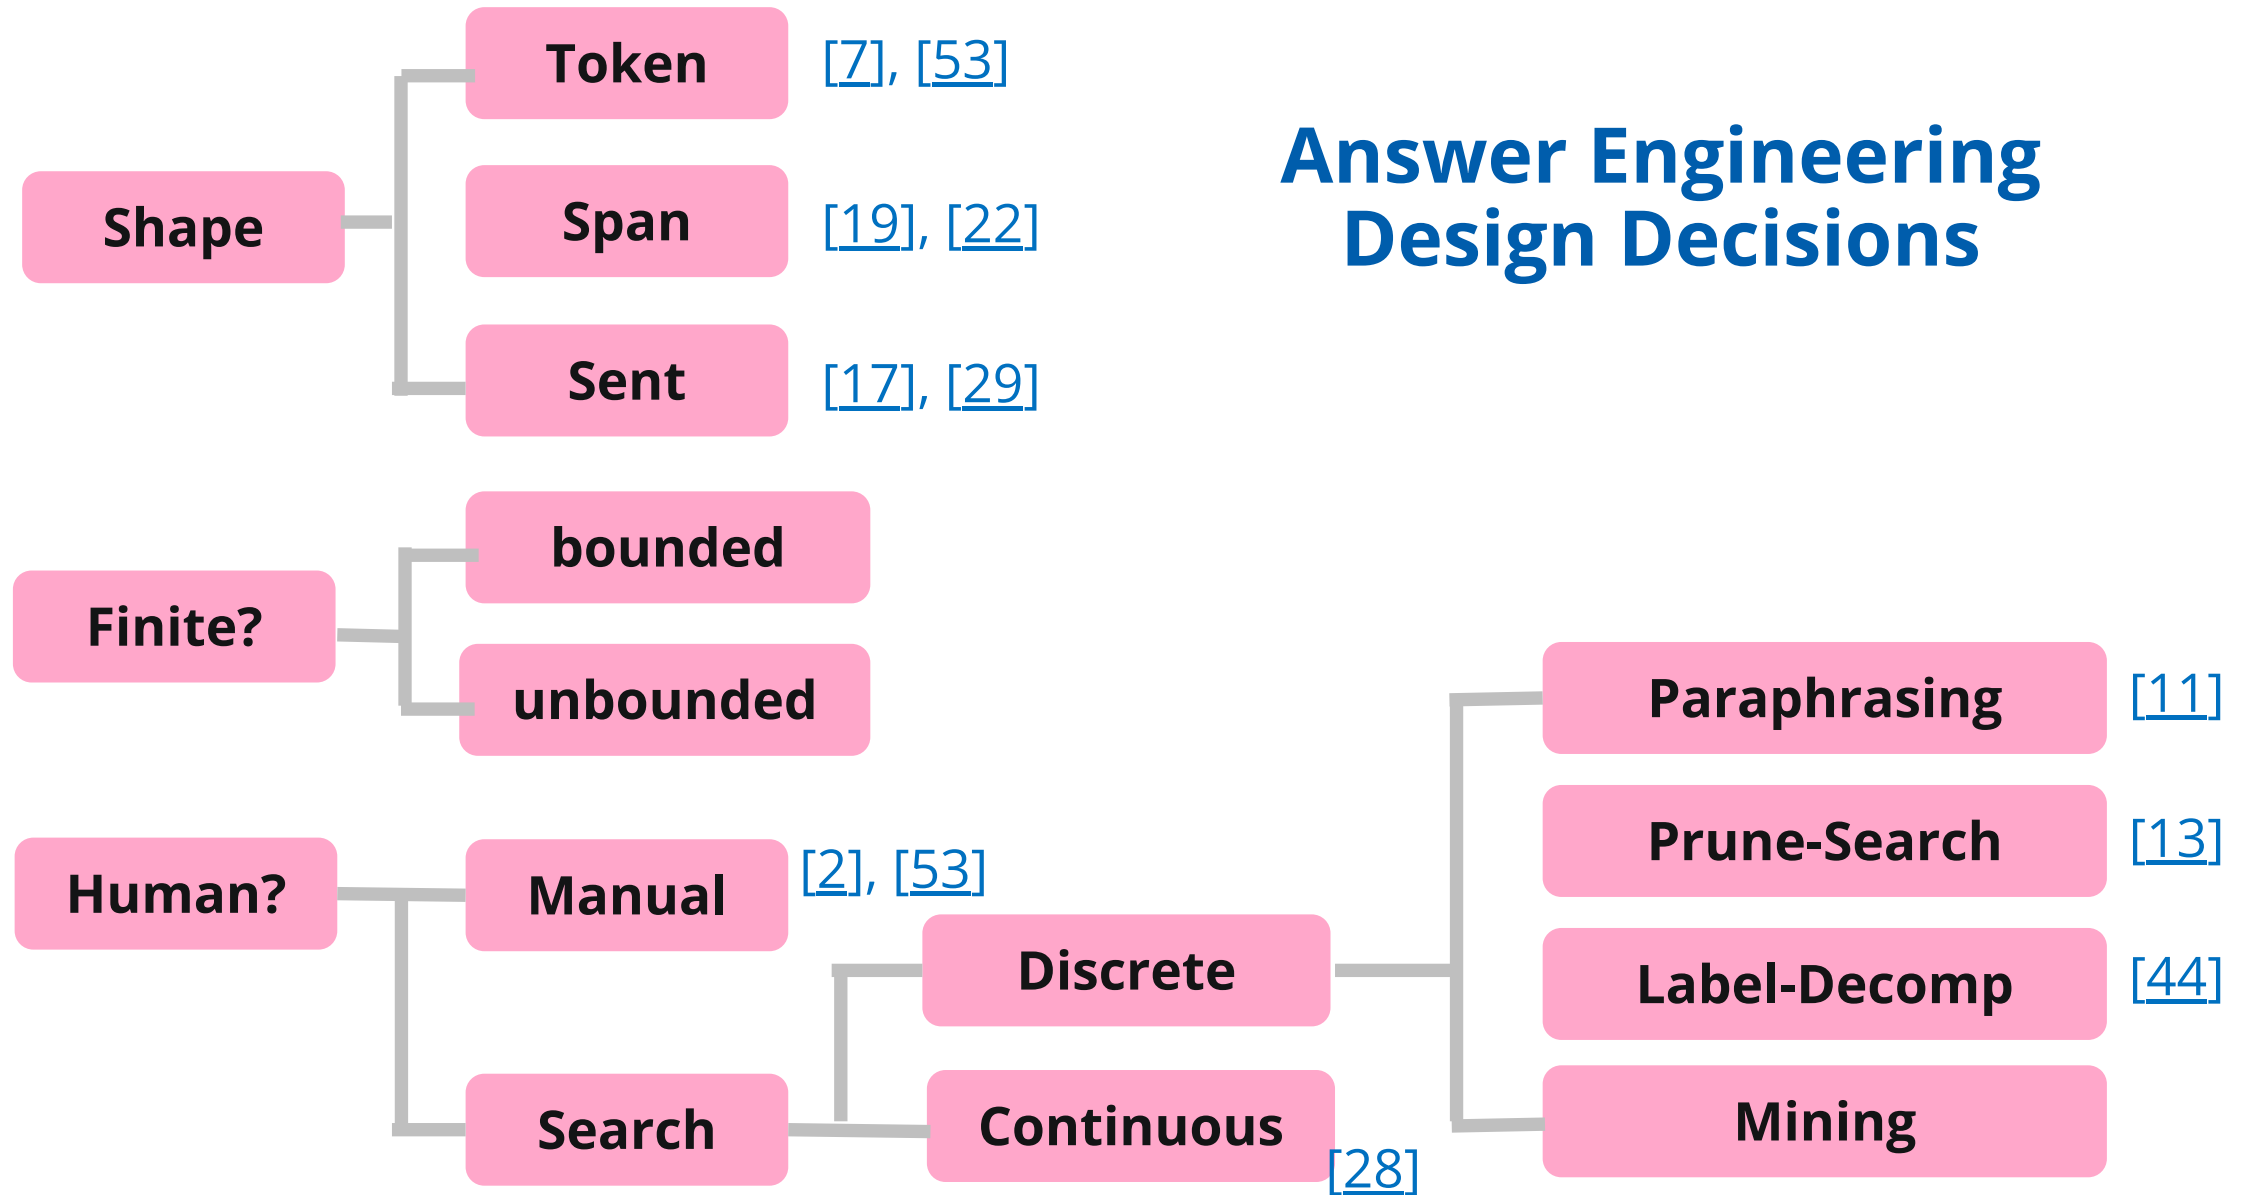 Token
[7], [53]
Answer Engineering
Design Decisions
Shape
Span
[19], [22]
Sent
[17], [29]
bounded
Finite?
unbounded
Human?
Manual
[2], [53]
Search
Discrete
Continuous
[28]
Paraphrasing
[11]
Prune-Search
[13]
Label-Decomp
[44]
Mining